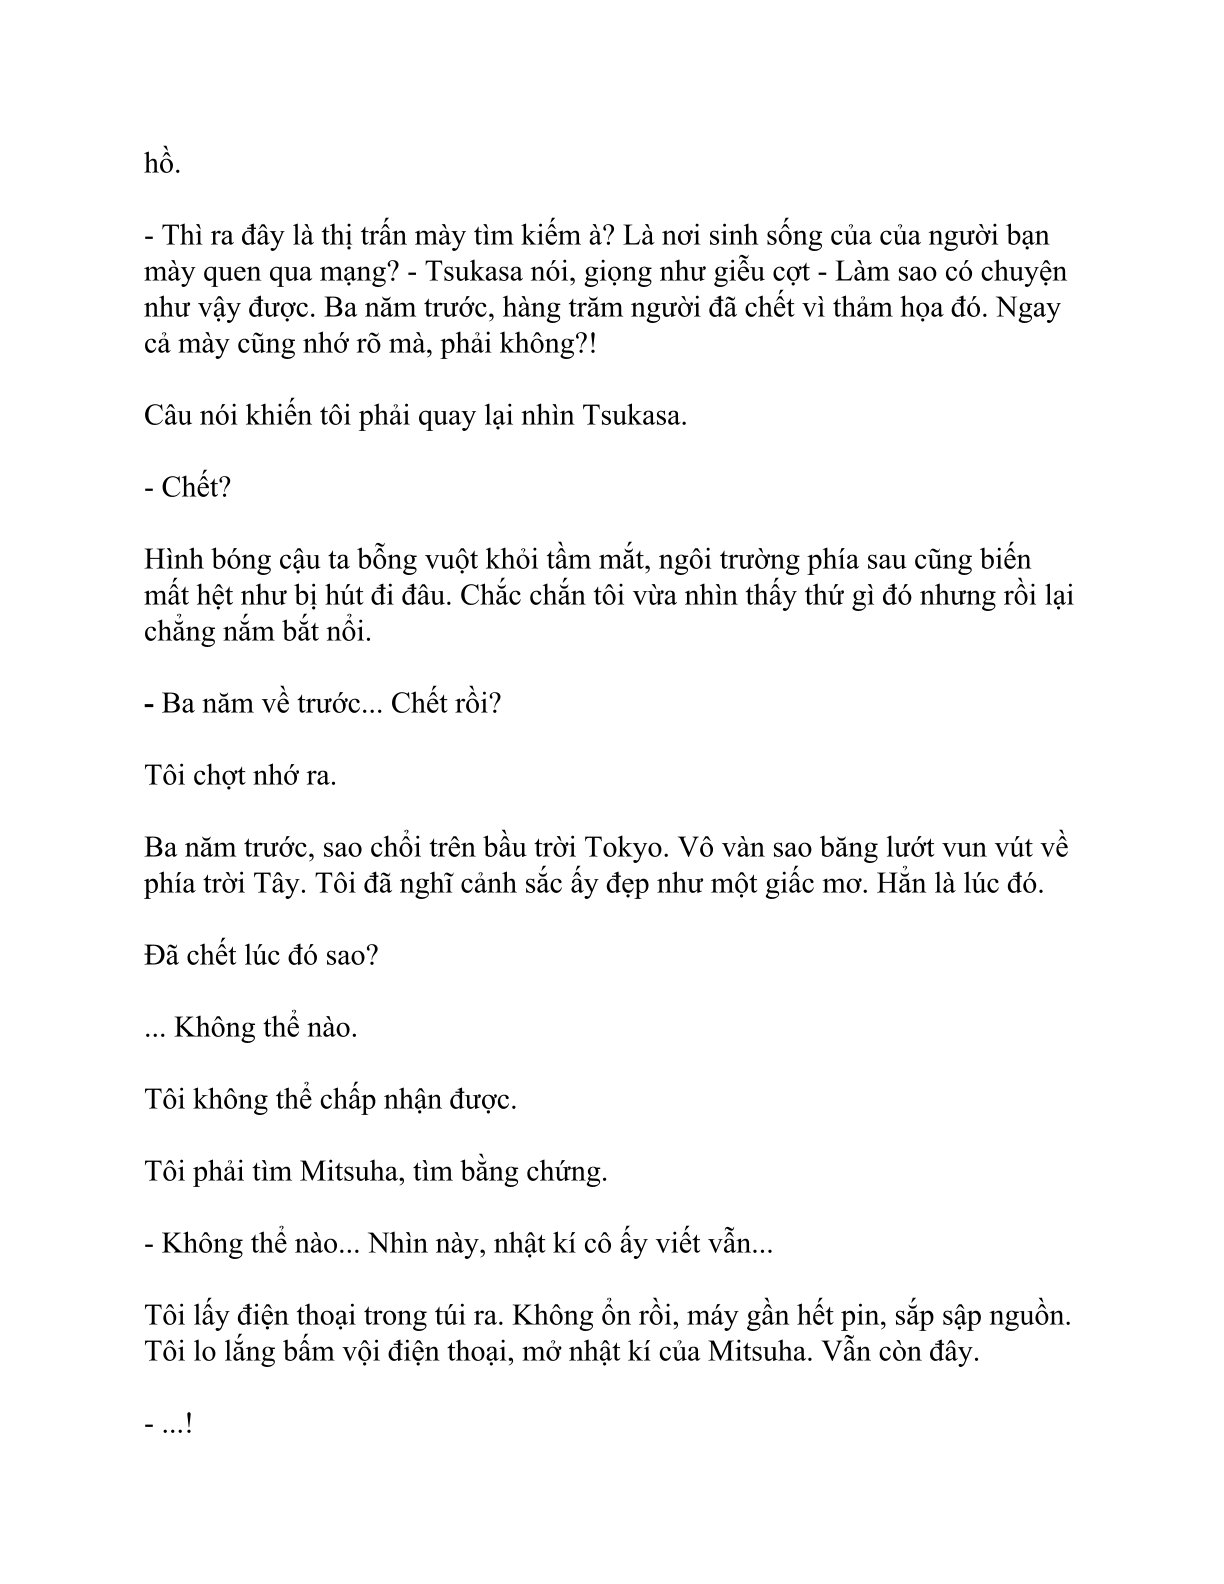 hồ.
- Thì ra đây là thị trấn mày tìm kiếm à? Là nơi sinh sống của của người bạn
mày quen qua mạng? - Tsukasa nói, giọng như giễu cợt - Làm sao có chuyện
như vậy được. Ba năm trước, hàng trăm người đã chết vì thảm họa đó. Ngay
cả mày cũng nhớ rõ mà, phải không?!
Câu nói khiến tôi phải quay lại nhìn Tsukasa.
- Chết?
Hình bóng cậu ta bỗng vuột khỏi tầm mắt, ngôi trường phía sau cũng biến
mất hệt như bị hút đi đâu. Chắc chắn tôi vừa nhìn thấy thứ gì đó nhưng rồi lại
chẳng nắm bắt nổi.
- Ba năm về trước... Chết rồi?
Tôi chợt nhớ ra.
Ba năm trước, sao chổi trên bầu trời Tokyo. Vô vàn sao băng lướt vun vút về
phía trời Tây. Tôi đã nghĩ cảnh sắc ấy đẹp như một giấc mơ. Hẳn là lúc đó.
Đã chết lúc đó sao?
... Không thể nào.
Tôi không thể chấp nhận được.
Tôi phải tìm Mitsuha, tìm bằng chứng.
- Không thể nào... Nhìn này, nhật kí cô ấy viết vẫn...
Tôi lấy điện thoại trong túi ra. Không ổn rồi, máy gần hết pin, sắp sập nguồn.
Tôi lo lắng bấm vội điện thoại, mở nhật kí của Mitsuha. Vẫn còn đây.
- ...!